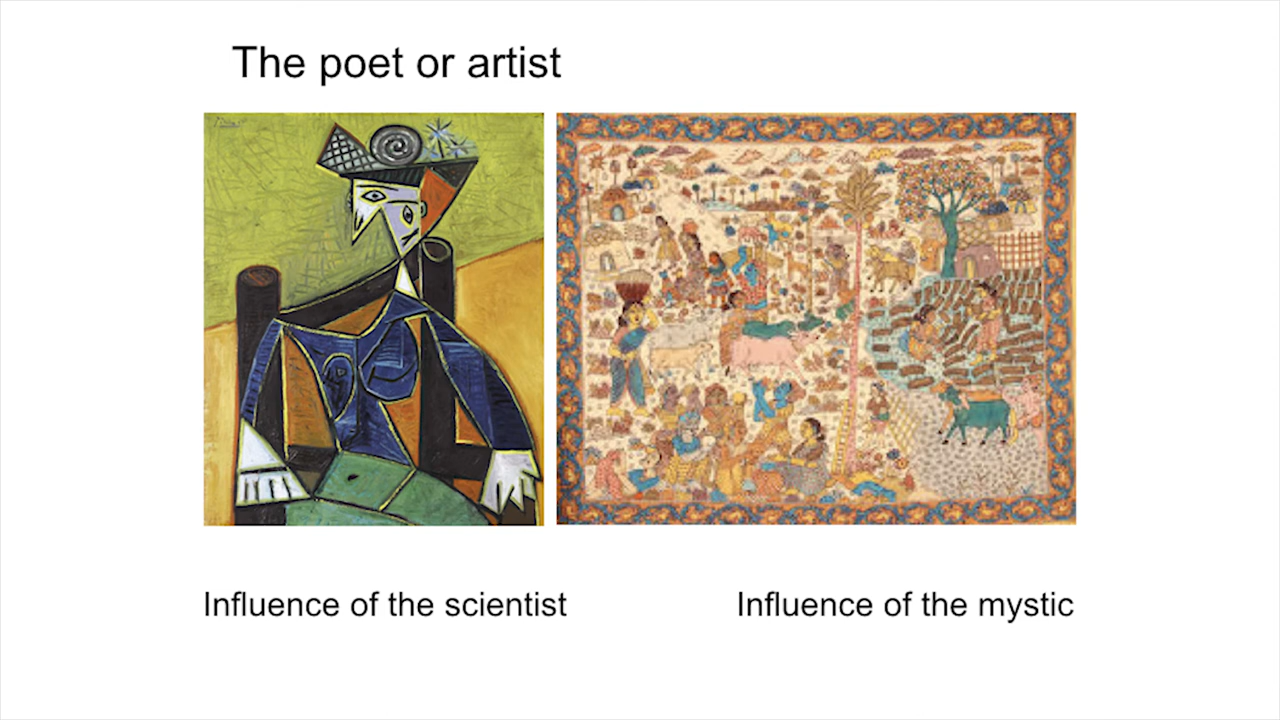 The poet or artist
Influence of the scientist
Influence of the mystic